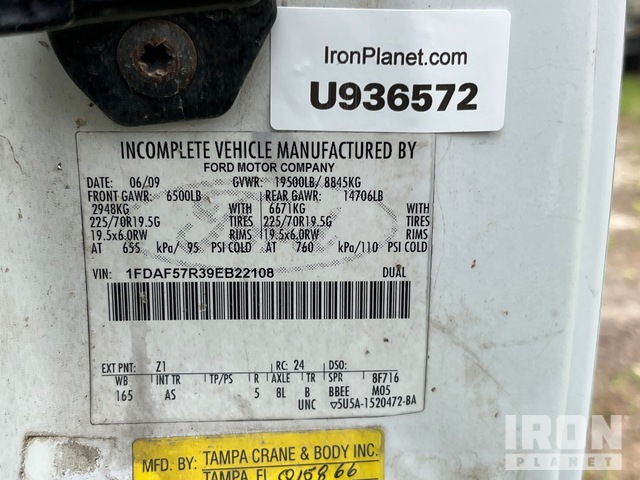 IronPlanet.com
U936572
INCOMPLETE VEHICLE MANUFACTURED BY
FORD MOTOR COMPANY
DATE: 06/09 GVWR: 19500LB/ 8845KG
FRONT GAWR: 6500LB REAR GAWR: 14706LB
2948KG WITH 6671KG WITH
225/70R19.5G TIRES 225/70R19.5G TIRES
19.5x6.0RW RIMS 19.5x6.0RW RIMS
AT 655 kPa/ 95 PSI COLD AT 760 kPa/110 PSI COLD
VIN: 1FDAF57R39EB22108 DUAL
EXT PNT: Z1 RC: 24 DSO:
WB INT TR TP/PS R AXLE TR SPR 8F716
165 AS 5 8L B BBEE M05
UNC ▽5U5A-1520472-BA
MFD. BY: TAMPA CRANE & BODY INC.
TAMPA, FL 015866
IRON
PLANET